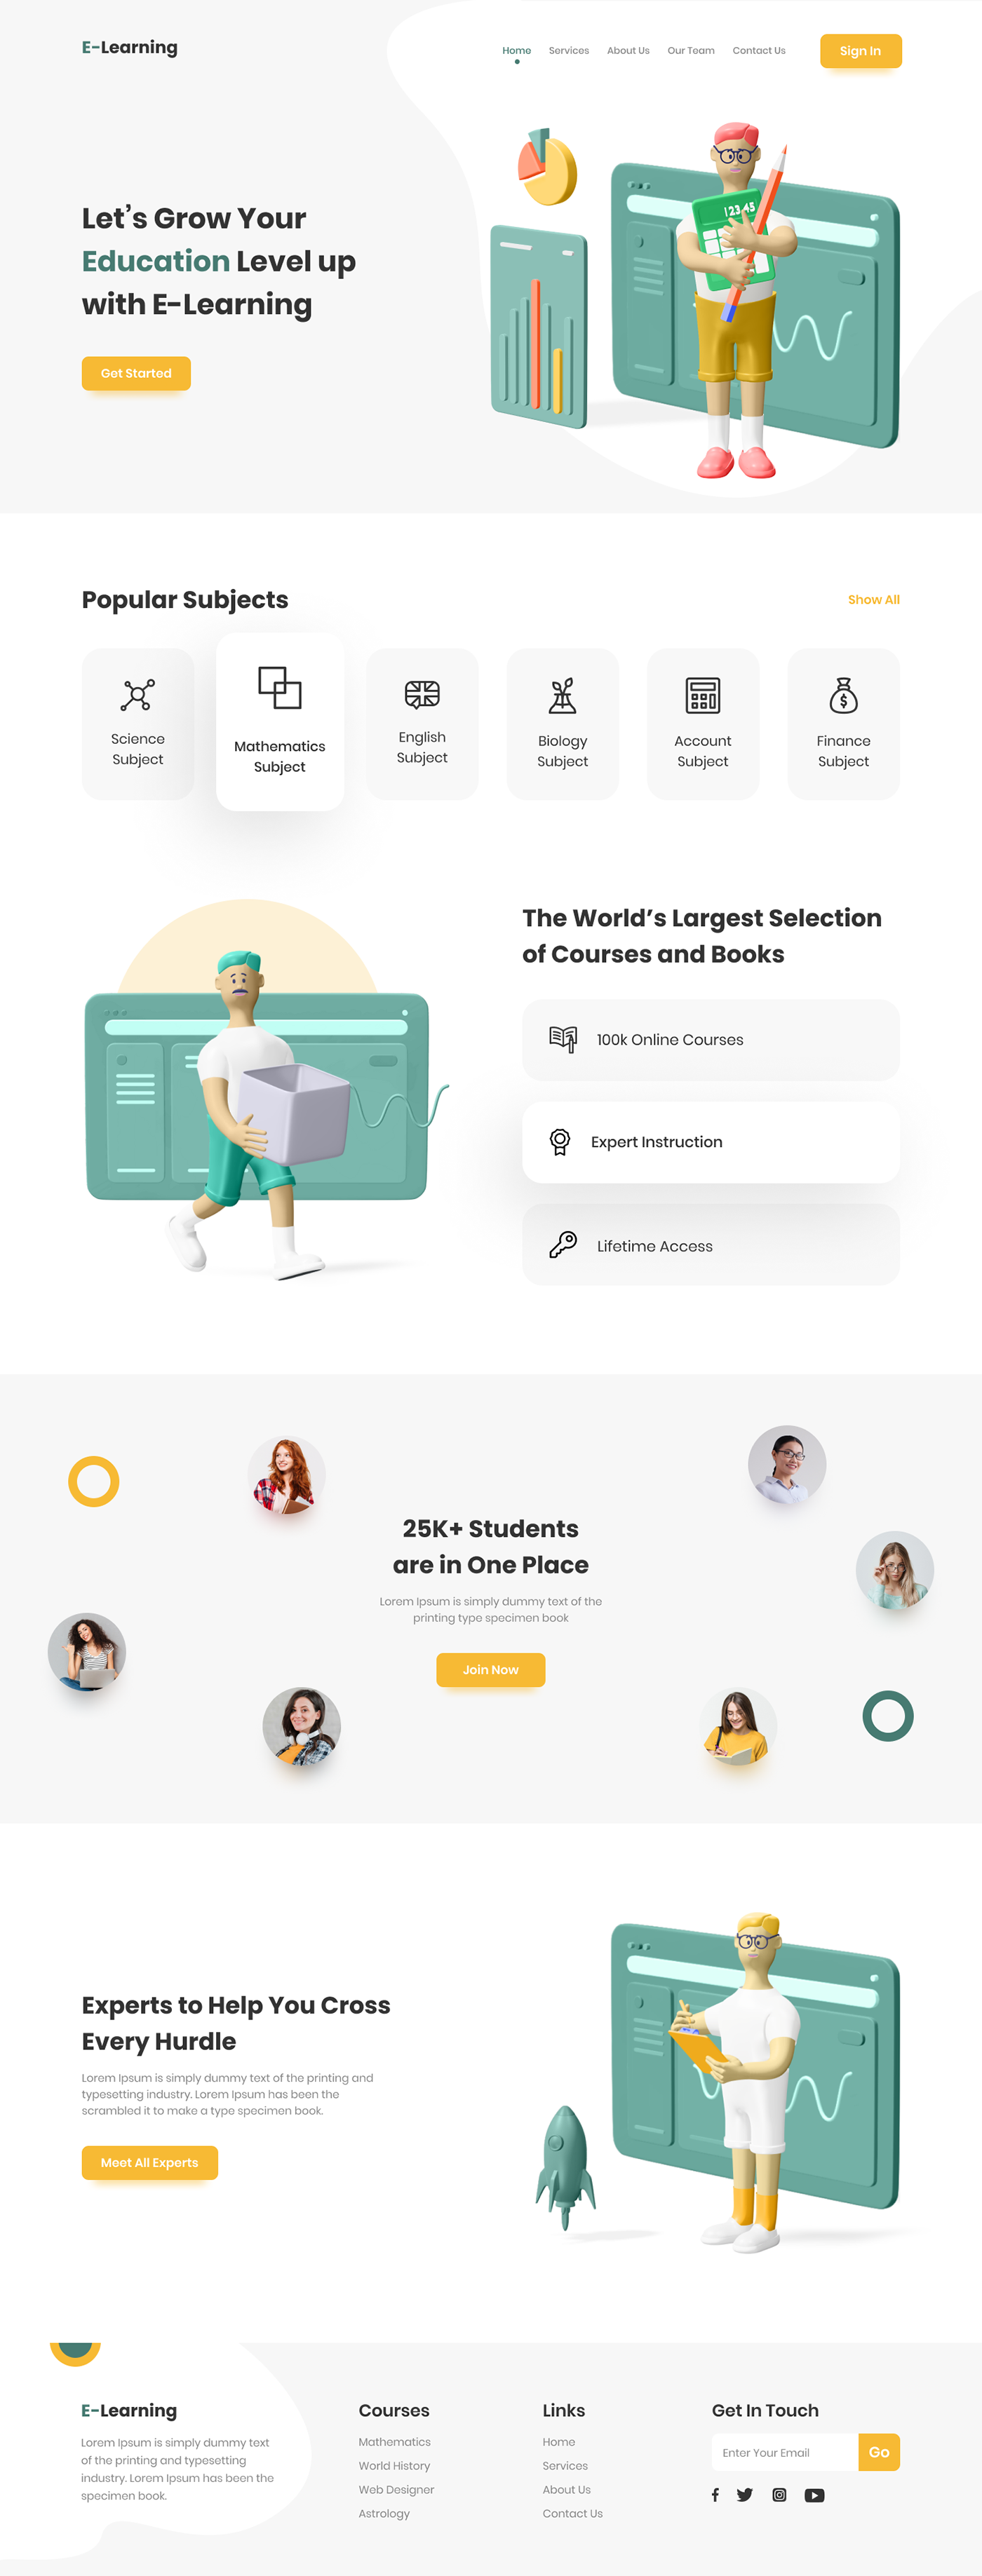 E-Learning
Home
Services
About Us
Our Team
Contact Us
Sign In
123.45
Let's Grow Your
Education Level up
with E-Learning
Get Started
Popular Subjects
Show All
Science
Subject
Mathematics
Subject
English
Subject
Biology
Subject
Account
Subject
Finance
Subject
The World's Largest Selection
of Courses and Books
100k Online Courses
Expert Instruction
Lifetime Access
25K+ Students
are in One Place
Lorem Ipsum is simply dummy text of the
printing type specimen book
Join Now
Experts to Help You Cross
Every Hurdle
Lorem Ipsum is simply dummy text of the printing and
typesetting industry. Lorem Ipsum has been the
scrambled it to make a type specimen book.
Meet All Experts
E-Learning
Lorem Ipsum is simply dummy text
of the printing and typesetting
industry. Lorem Ipsum has been the
specimen book.
Courses
Mathematics
World History
Web Designer
Astrology
Links
Home
Services
About Us
Contact Us
Get In Touch
Enter Your Email
Go